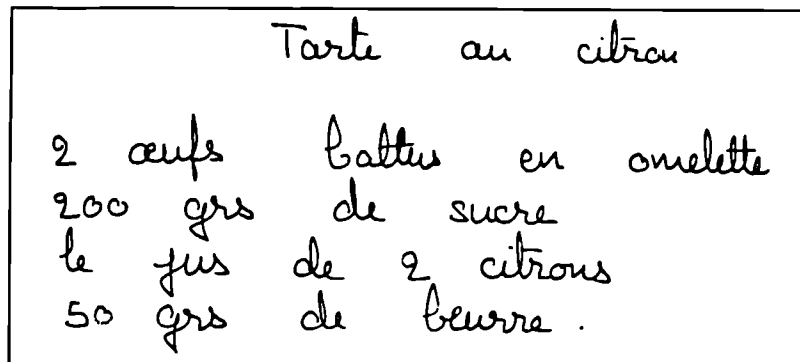 Tarte au citron
2 œufs battus en omelette
200 grs de sucre
le jus de 2 citrons
50 grs de beurre.